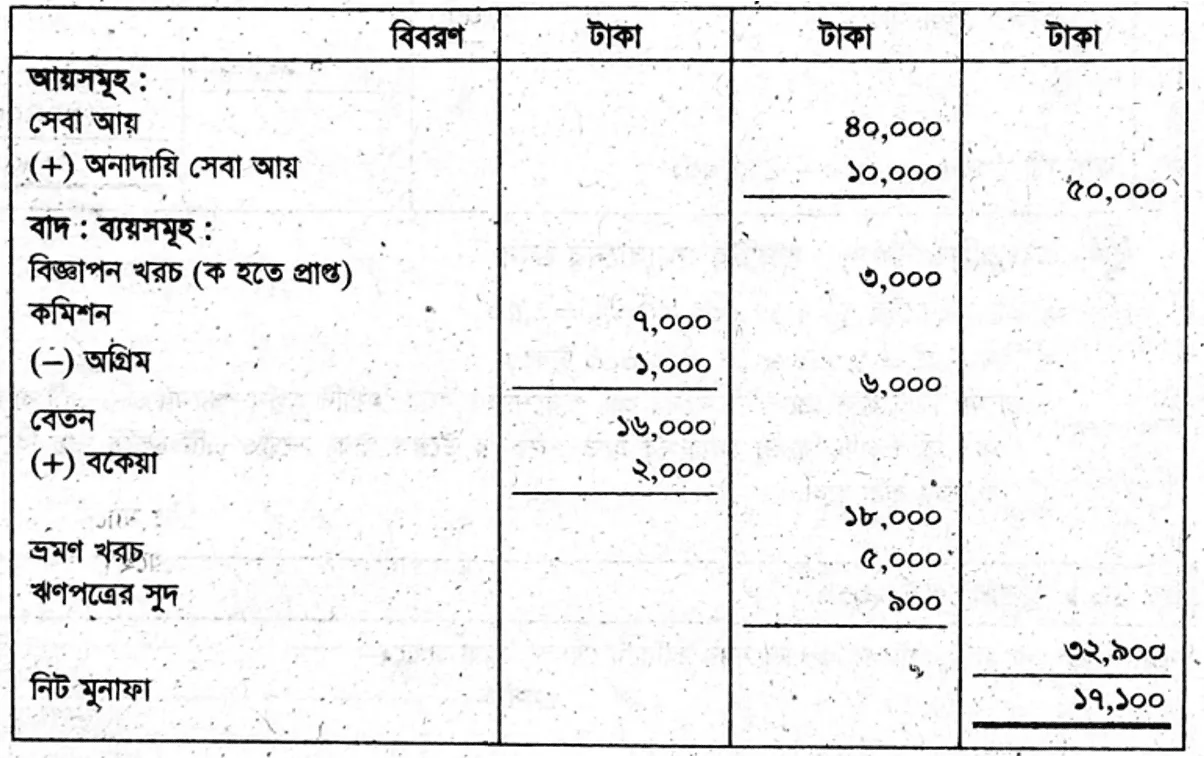 বিবরণ টাকা টাকা টাকা
আয়সমূহ :
সেবা আয় ৪০,০০০
(+) অনাদায়ি সেবা আয় ১০,০০০ ৫০,০০০
বাদ : ব্যয়সমূহ :
বিজ্ঞাপন খরচ (ক হতে প্রাপ্ত) ৩,০০০
কমিশন ৭,০০০
(–) অগ্রিম ১,০০০ ৬,০০০
বেতন ১৬,০০০
(+) বকেয়া ২,০০০
১৮,০০০
ভ্রমণ খরচ ৫,০০০
ঋণপত্রের সুদ ৯০০
৩২,৯০০
নিট মুনাফা ১৭,১০০